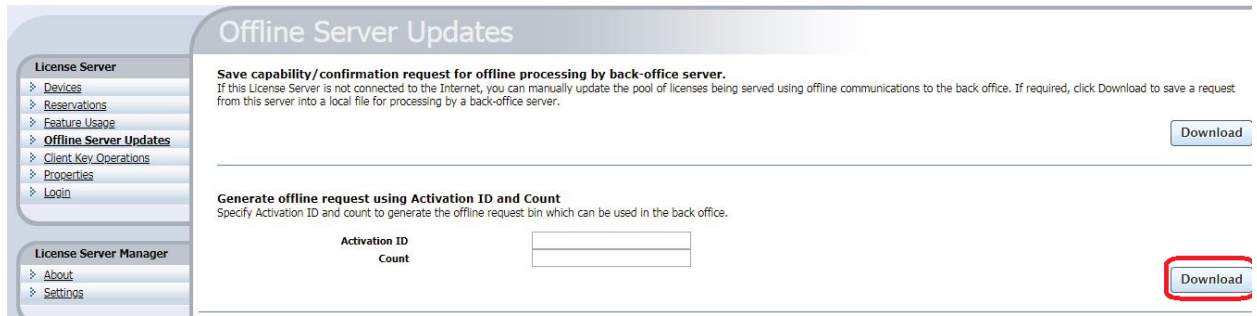 Offline Server Updates
License Server
Devices
Reservations
Feature Usage
Offline Server Updates
Client Key Operations
Properties
Login
License Server Manager
About
Settings
Save capability/confirmation request for offline processing by back-office server.
If this License Server is not connected to the Internet, you can manually update the pool of licenses being served using offline communications to the back office. If required, click Download to save a request
from this server into a local file for processing by a back-office server.
Download
Generate offline request using Activation ID and Count
Specify Activation ID and count to generate the offline request bin which can be used in the back office.
Activation ID
Count
Download